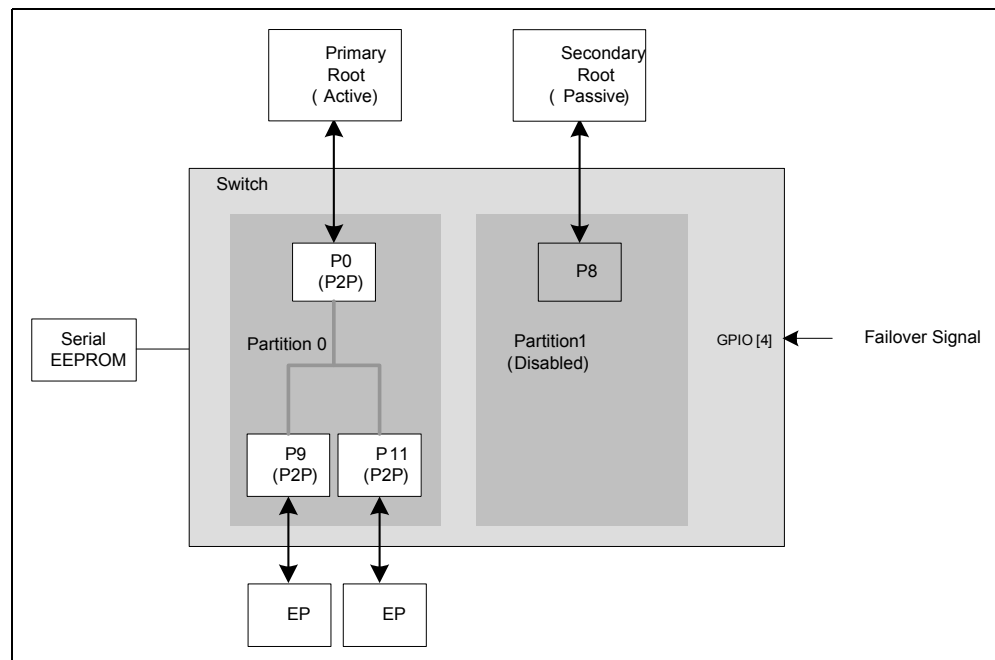 Primary
Root
( Active)
Secondary
Root
( Passive)
Switch
P0
(P2P)
P8
Serial
EEPROM
Partition 0
Partition1
(Disabled)
GPIO [4]
Failover Signal
P9
(P2P)
P 11
(P2P)
EP
EP